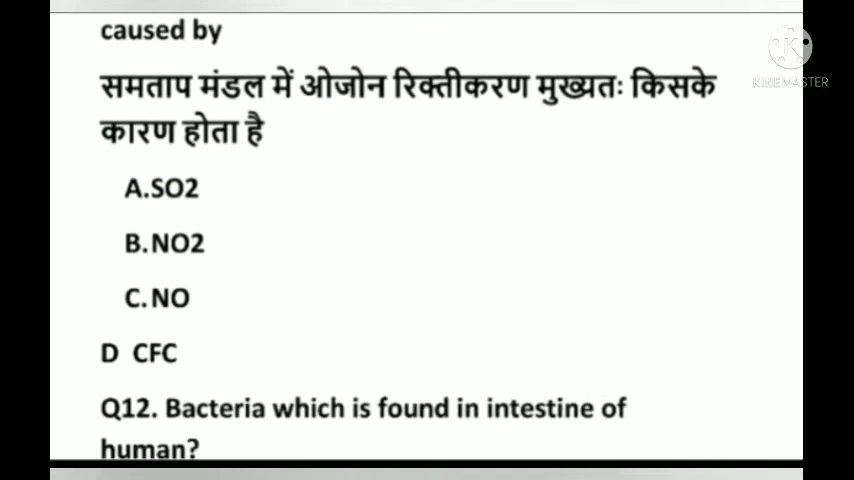 caused by
समताप मंडल में ओजोन रिक्तीकरण मुख्यतः किसके
कारण होता है
A.SO2
B.NO2
C.NO
D CFC
Q12. Bacteria which is found in intestine of
human?
K
KINEMASTER